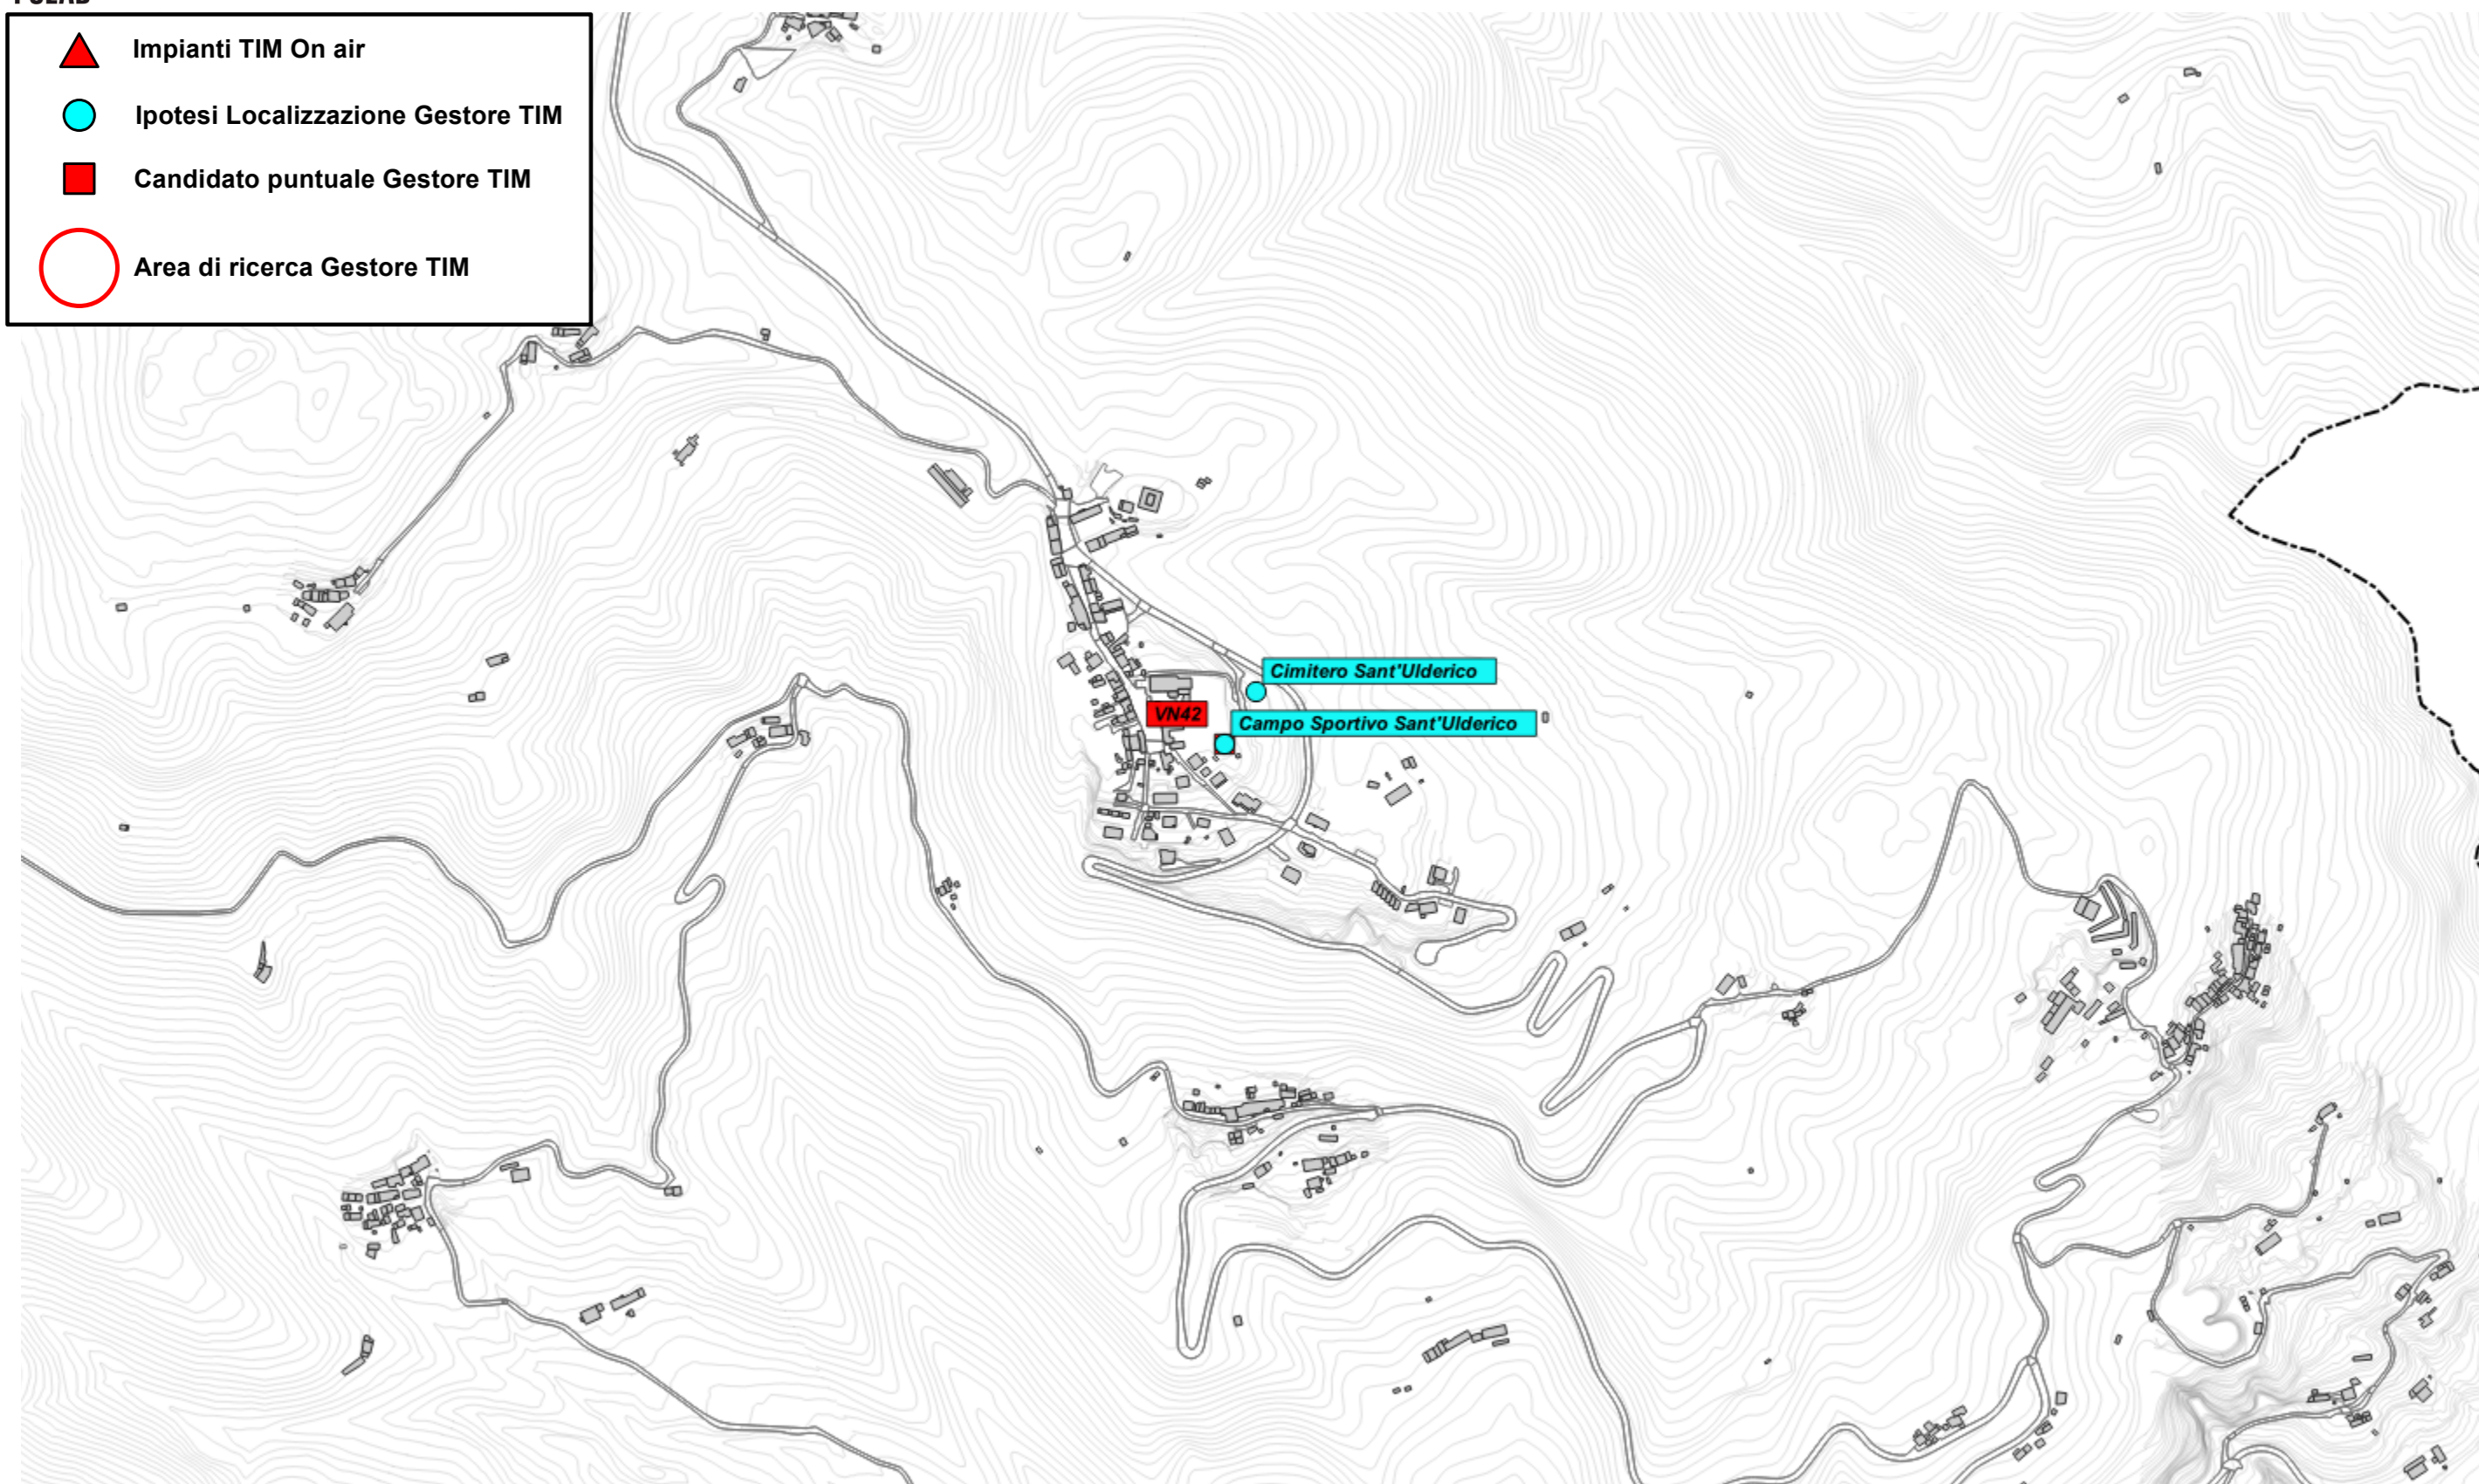 Impianti TIM On air
Ipotesi Localizzazione Gestore TIM
Candidato puntuale Gestore TIM
Area di ricerca Gestore TIM
Cimitero Sant'Ulderico
VN42
Campo Sportivo Sant'Ulderico